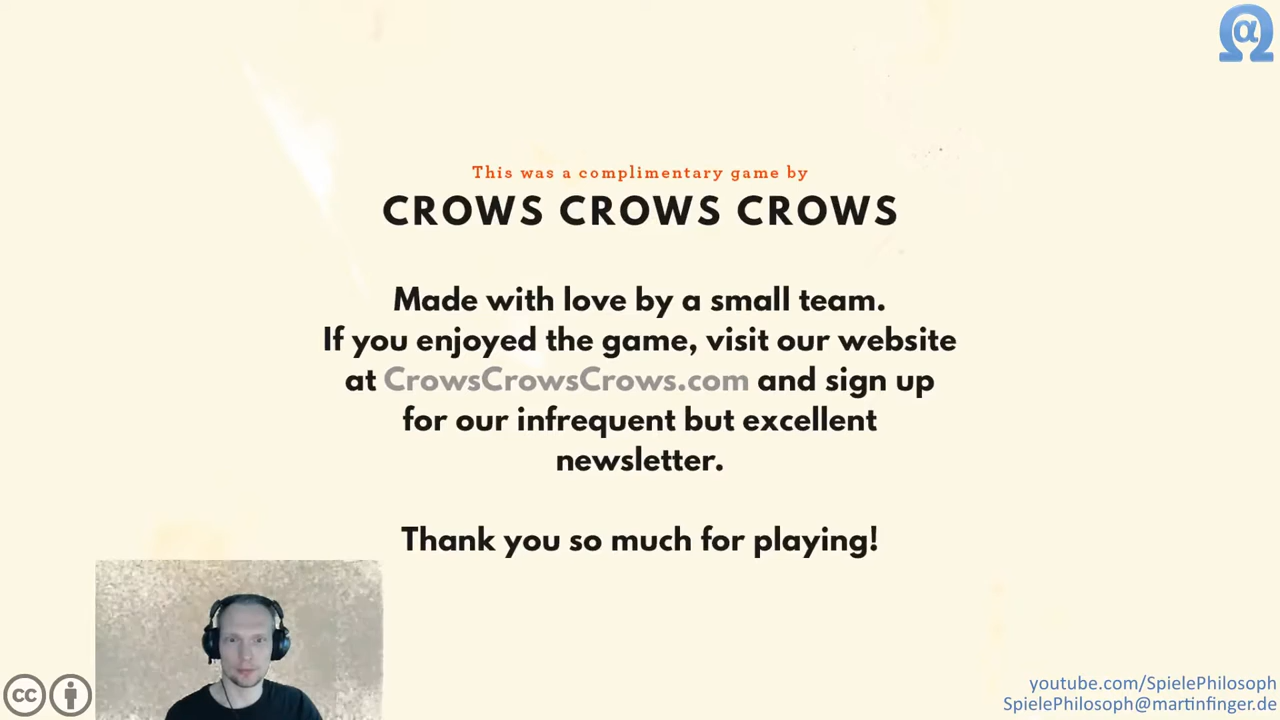 Ωα
This was a complimentary game by
CROWS CROWS CROWS
Made with love by a small team.
If you enjoyed the game, visit our website
at CrowsCrowsCrows.com and sign up
for our infrequent but excellent
newsletter.
Thank you so much for playing!
cc
youtube.com/SpielePhilosoph
SpielePhilosoph@martinfinger.de